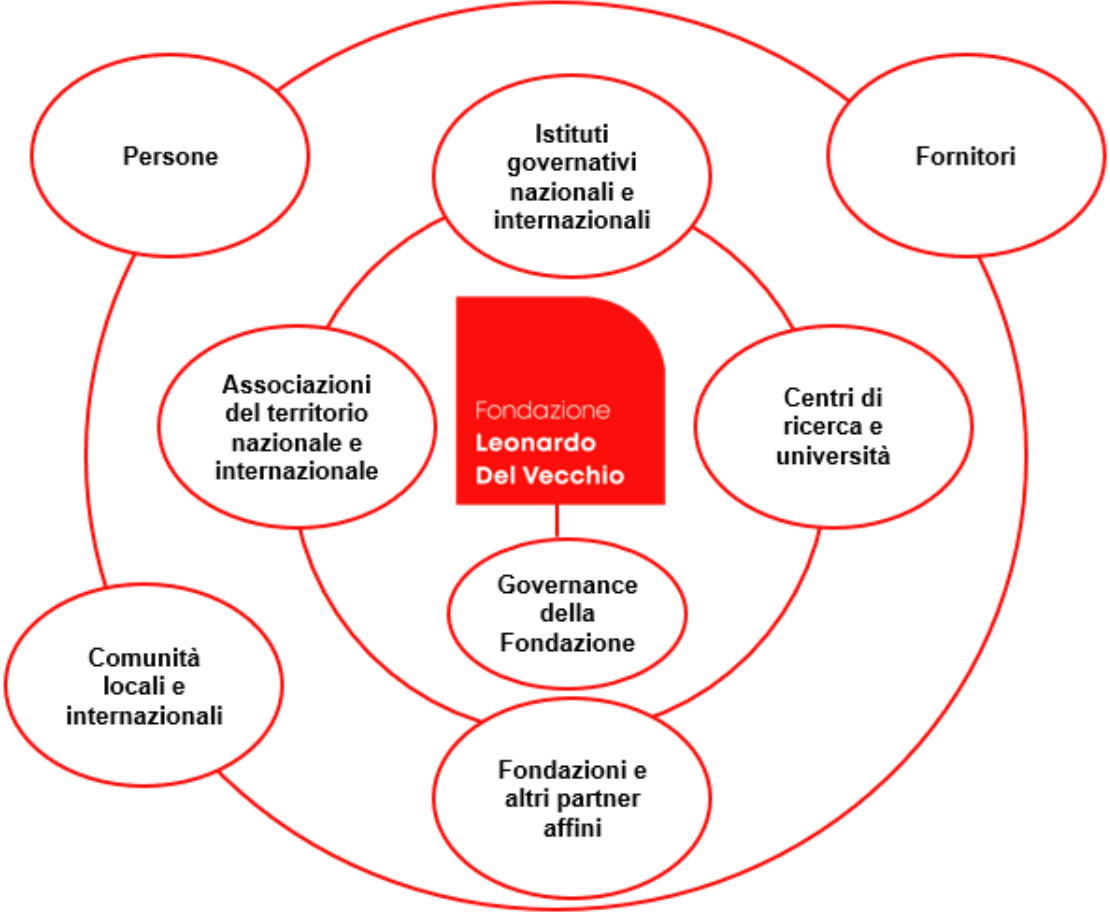 Persone
Istituti
governativi
nazionali e
internazionali
Fornitori
Associazioni
del territorio
nazionale e
internazionale
Fondazione
Leonardo
Del Vecchio
Centri di
ricerca e
università
Governance
della
Fondazione
Comunità
locali e
internazionali
Fondazioni e
altri partner
affini